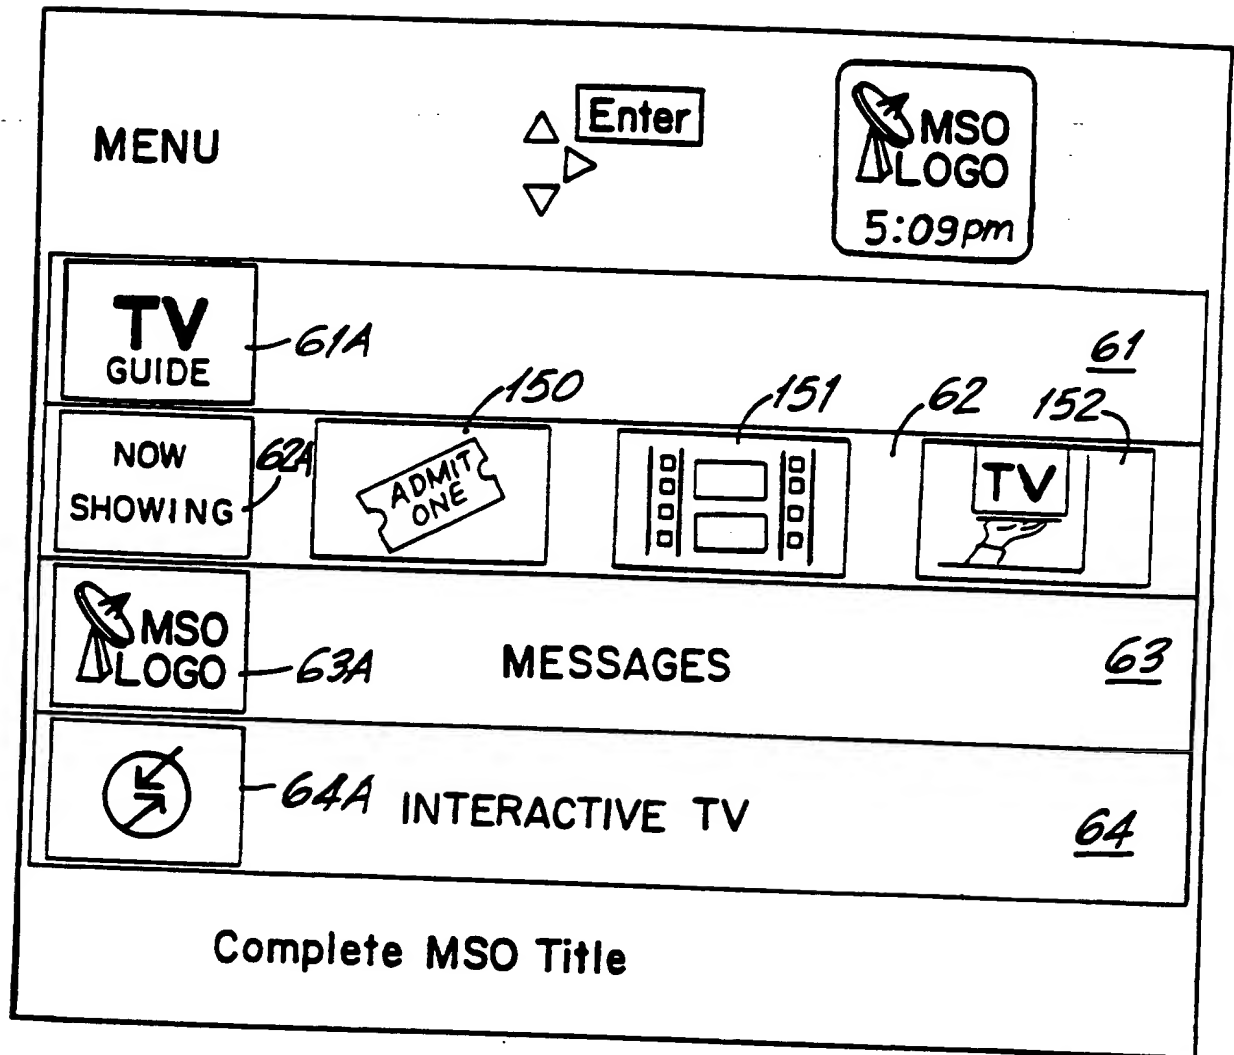 MENU
Enter
MSO
LOGO
5:09pm
TV
GUIDE
61A
61
150
151
62
152
NOW
SHOWING
62A
ADMIT
ONE
TV
MSO
LOGO
63A
MESSAGES
63
64A
INTERACTIVE TV
64
Complete MSO Title